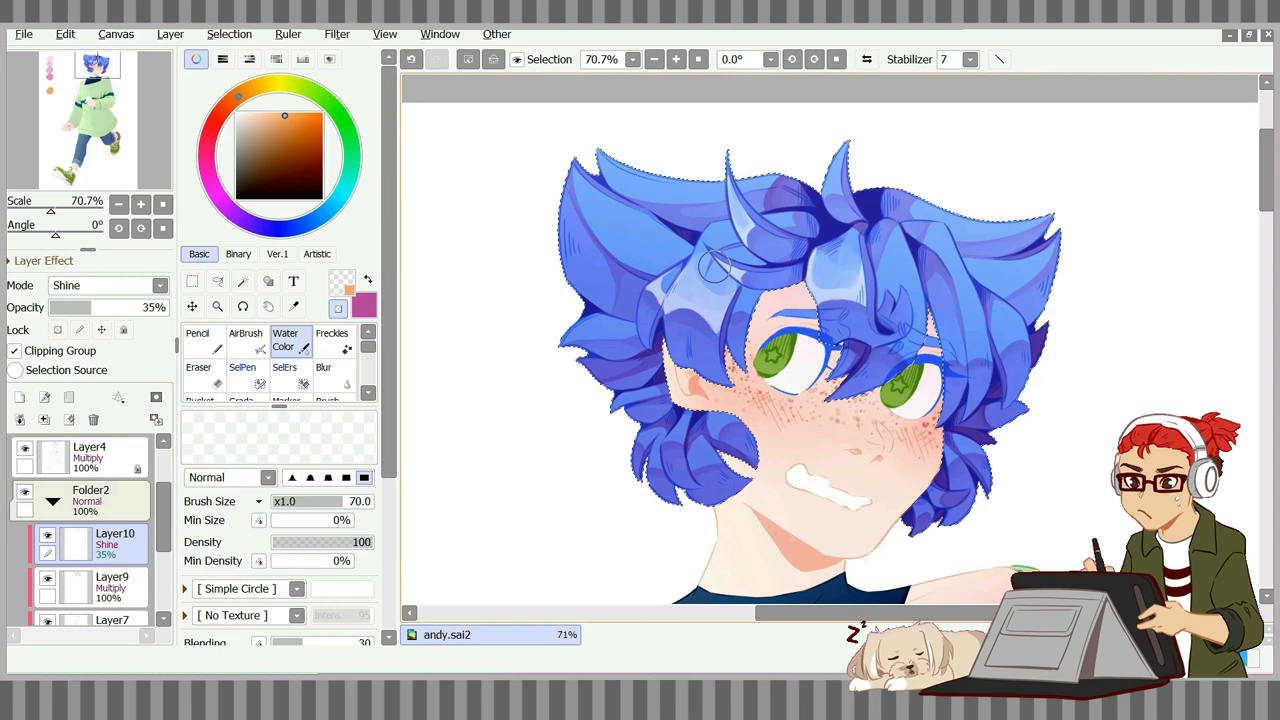 File Edit Canvas Layer Selection Ruler Filter View Window Other
Selection 70.7% 0.0° Stabilizer 7
Scale 70.7%
Angle 0°
Layer Effect
Mode Shine
Opacity 35%
Lock
Clipping Group
Selection Source
Layer4
Multiply
100%
Folder2
Normal
100%
Layer10
Shine
35%
Layer9
Multiply
100%
Layer7
Basic Binary Ver.1 Artistic
T
Pencil AirBrush Water Color Freckles
Eraser SelPen SelErs Blur
Normal
Brush Size x1.0 70.0
Min Size 0%
Density 100
Min Density 0%
[ Simple Circle ]
[ No Texture ] Intens. 95
Blending 30
andy.sai2 71%
Z Z